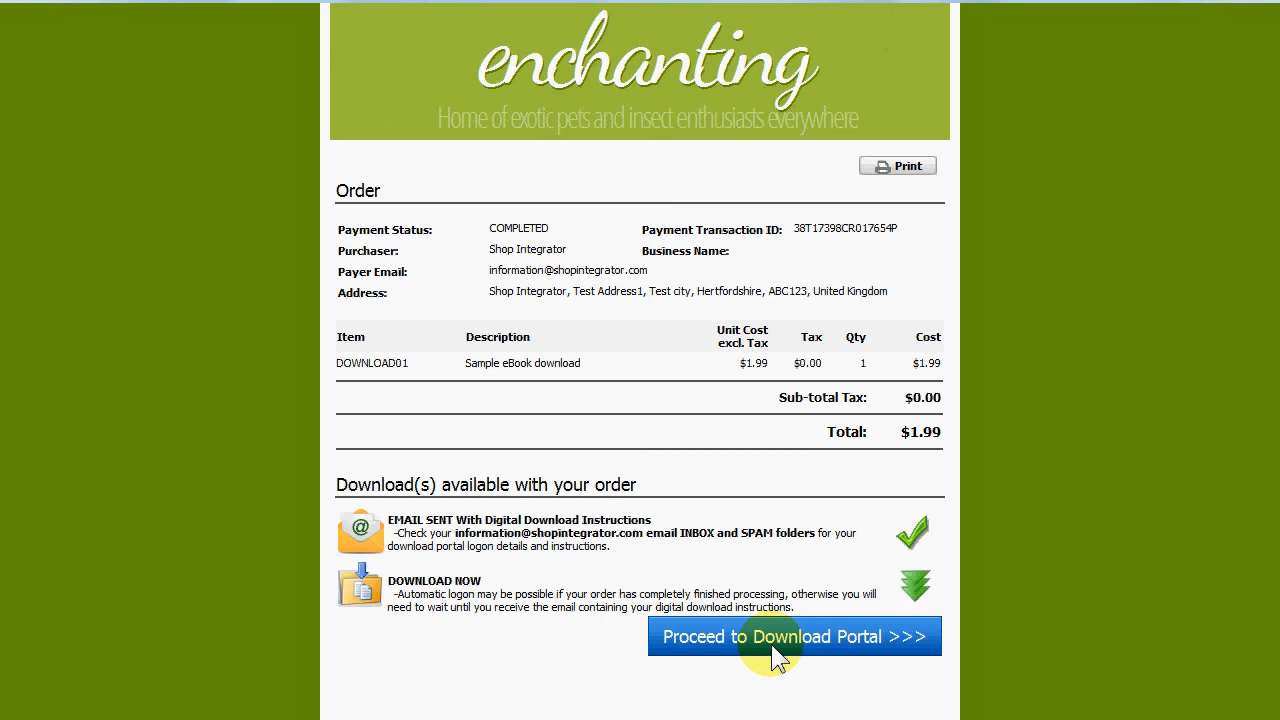 enchanting
Home of exotic pets and insect enthusiasts everywhere
Print
Order
Payment Status: COMPLETED Payment Transaction ID: 38T17398CR017654P
Purchaser: Shop Integrator Business Name:
Payer Email: information@shopintegrator.com
Address: Shop Integrator, Test Address1, Test city, Hertfordshire, ABC123, United Kingdom
Item Description Unit Cost excl. Tax Tax Qty Cost
DOWNLOAD01 Sample eBook download $1.99 $0.00 1 $1.99
Sub-total Tax: $0.00
Total: $1.99
Download(s) available with your order
EMAIL SENT With Digital Download Instructions
-Check your information@shopintegrator.com email INBOX and SPAM folders for your
download portal logon details and instructions.
DOWNLOAD NOW
-Automatic logon may be possible if your order has completely finished processing, otherwise you will
need to wait until you receive the email containing your digital download instructions.
Proceed to Download Portal >>>